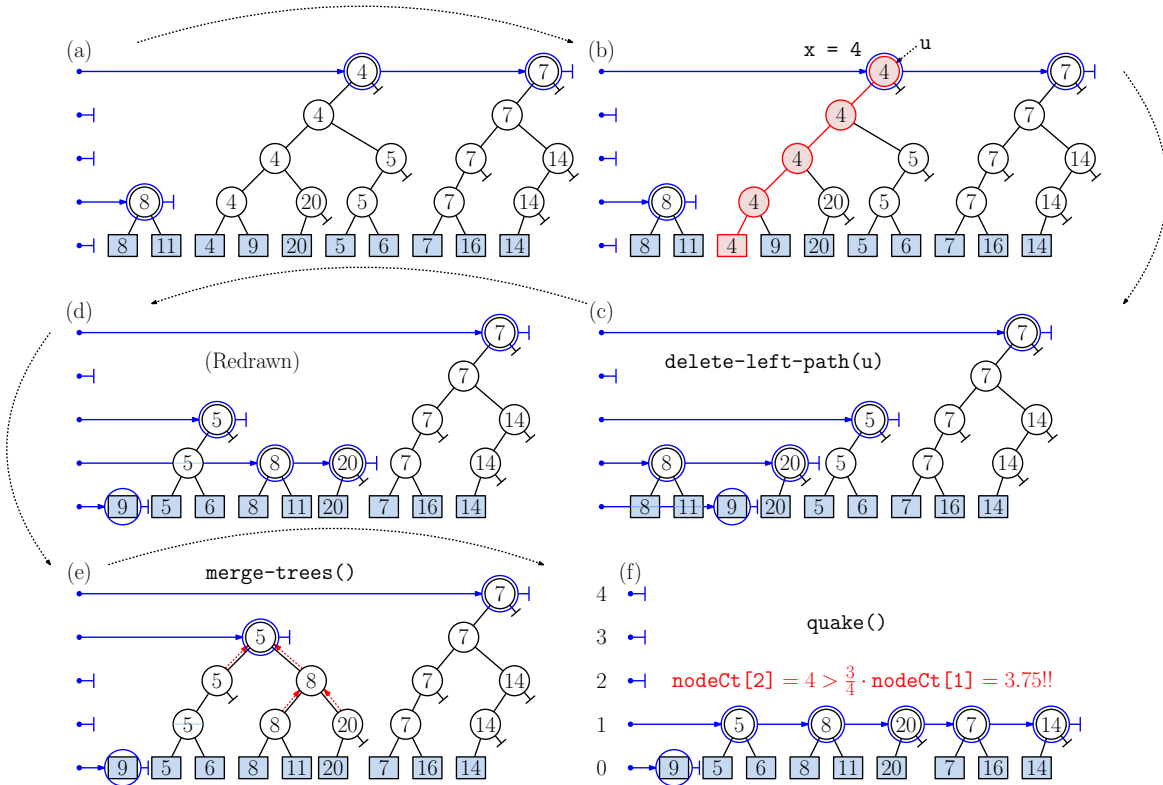 (a)
4 7
4 7
4 5 7 14
8 4 20 5 7 14
8 11 4 9 20 5 6 7 16 14
(b)
x = 4 u
4 7
4 7
4 5 7 14
8 4 20 5 7 14
8 11 4 9 20 5 6 7 16 14
(c)
7
delete-left-path(u) 7
5 7 14
8 20 5 7 14
8 11 9 20 5 6 7 16 14
(d)
7
(Redrawn) 7
5 7 14
5 8 20 7 14
9 5 6 8 11 20 7 16 14
(e)
merge-trees() 7
5 7
5 8 7 14
5 8 20 7 14
9 5 6 8 11 20 7 16 14
(f)
4
3 quake()
2 nodeCt[2] = 4 > 3/4 · nodeCt[1] = 3.75!!
1 5 8 20 7 14
0 9 5 6 8 11 20 7 16 14